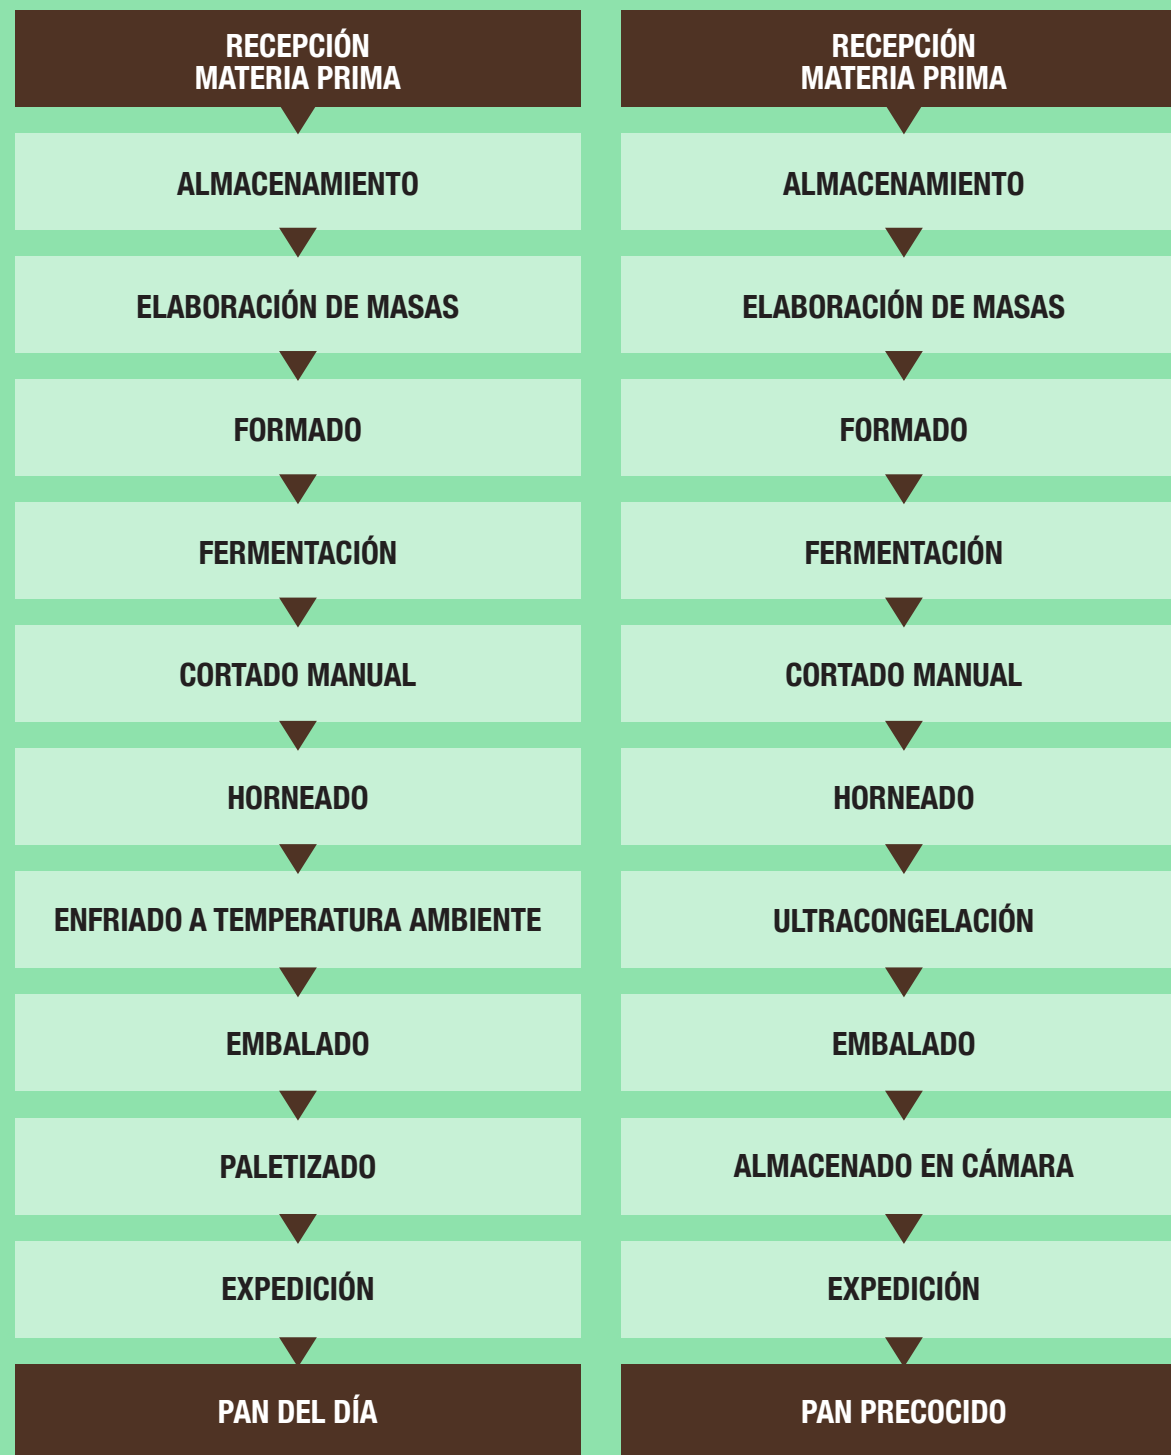 RECEPCIÓN
MATERIA PRIMA
ALMACENAMIENTO
ELABORACIÓN DE MASAS
FORMADO
FERMENTACIÓN
CORTADO MANUAL
HORNEADO
ENFRIADO A TEMPERATURA AMBIENTE
EMBALADO
PALETIZADO
EXPEDICIÓN
PAN DEL DÍA
RECEPCIÓN
MATERIA PRIMA
ALMACENAMIENTO
ELABORACIÓN DE MASAS
FORMADO
FERMENTACIÓN
CORTADO MANUAL
HORNEADO
ULTRACONGELACIÓN
EMBALADO
ALMACENADO EN CÁMARA
EXPEDICIÓN
PAN PRECOCIDO